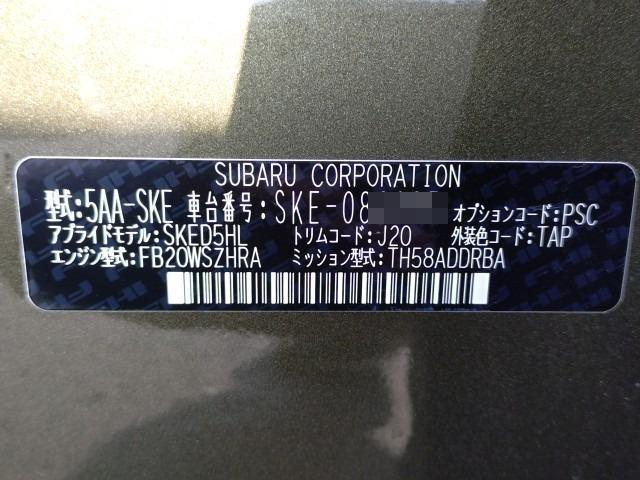 SUBARU CORPORATION
型式:5AA-SKE 車台番号:SKE-08 オプションコード:PSC
アプライドモデル:SKED5HL トリムコード:J20 外装色コード:TAP
エンジン型式:FB20WSZHRA ミッション型式:TH58ADDRBA